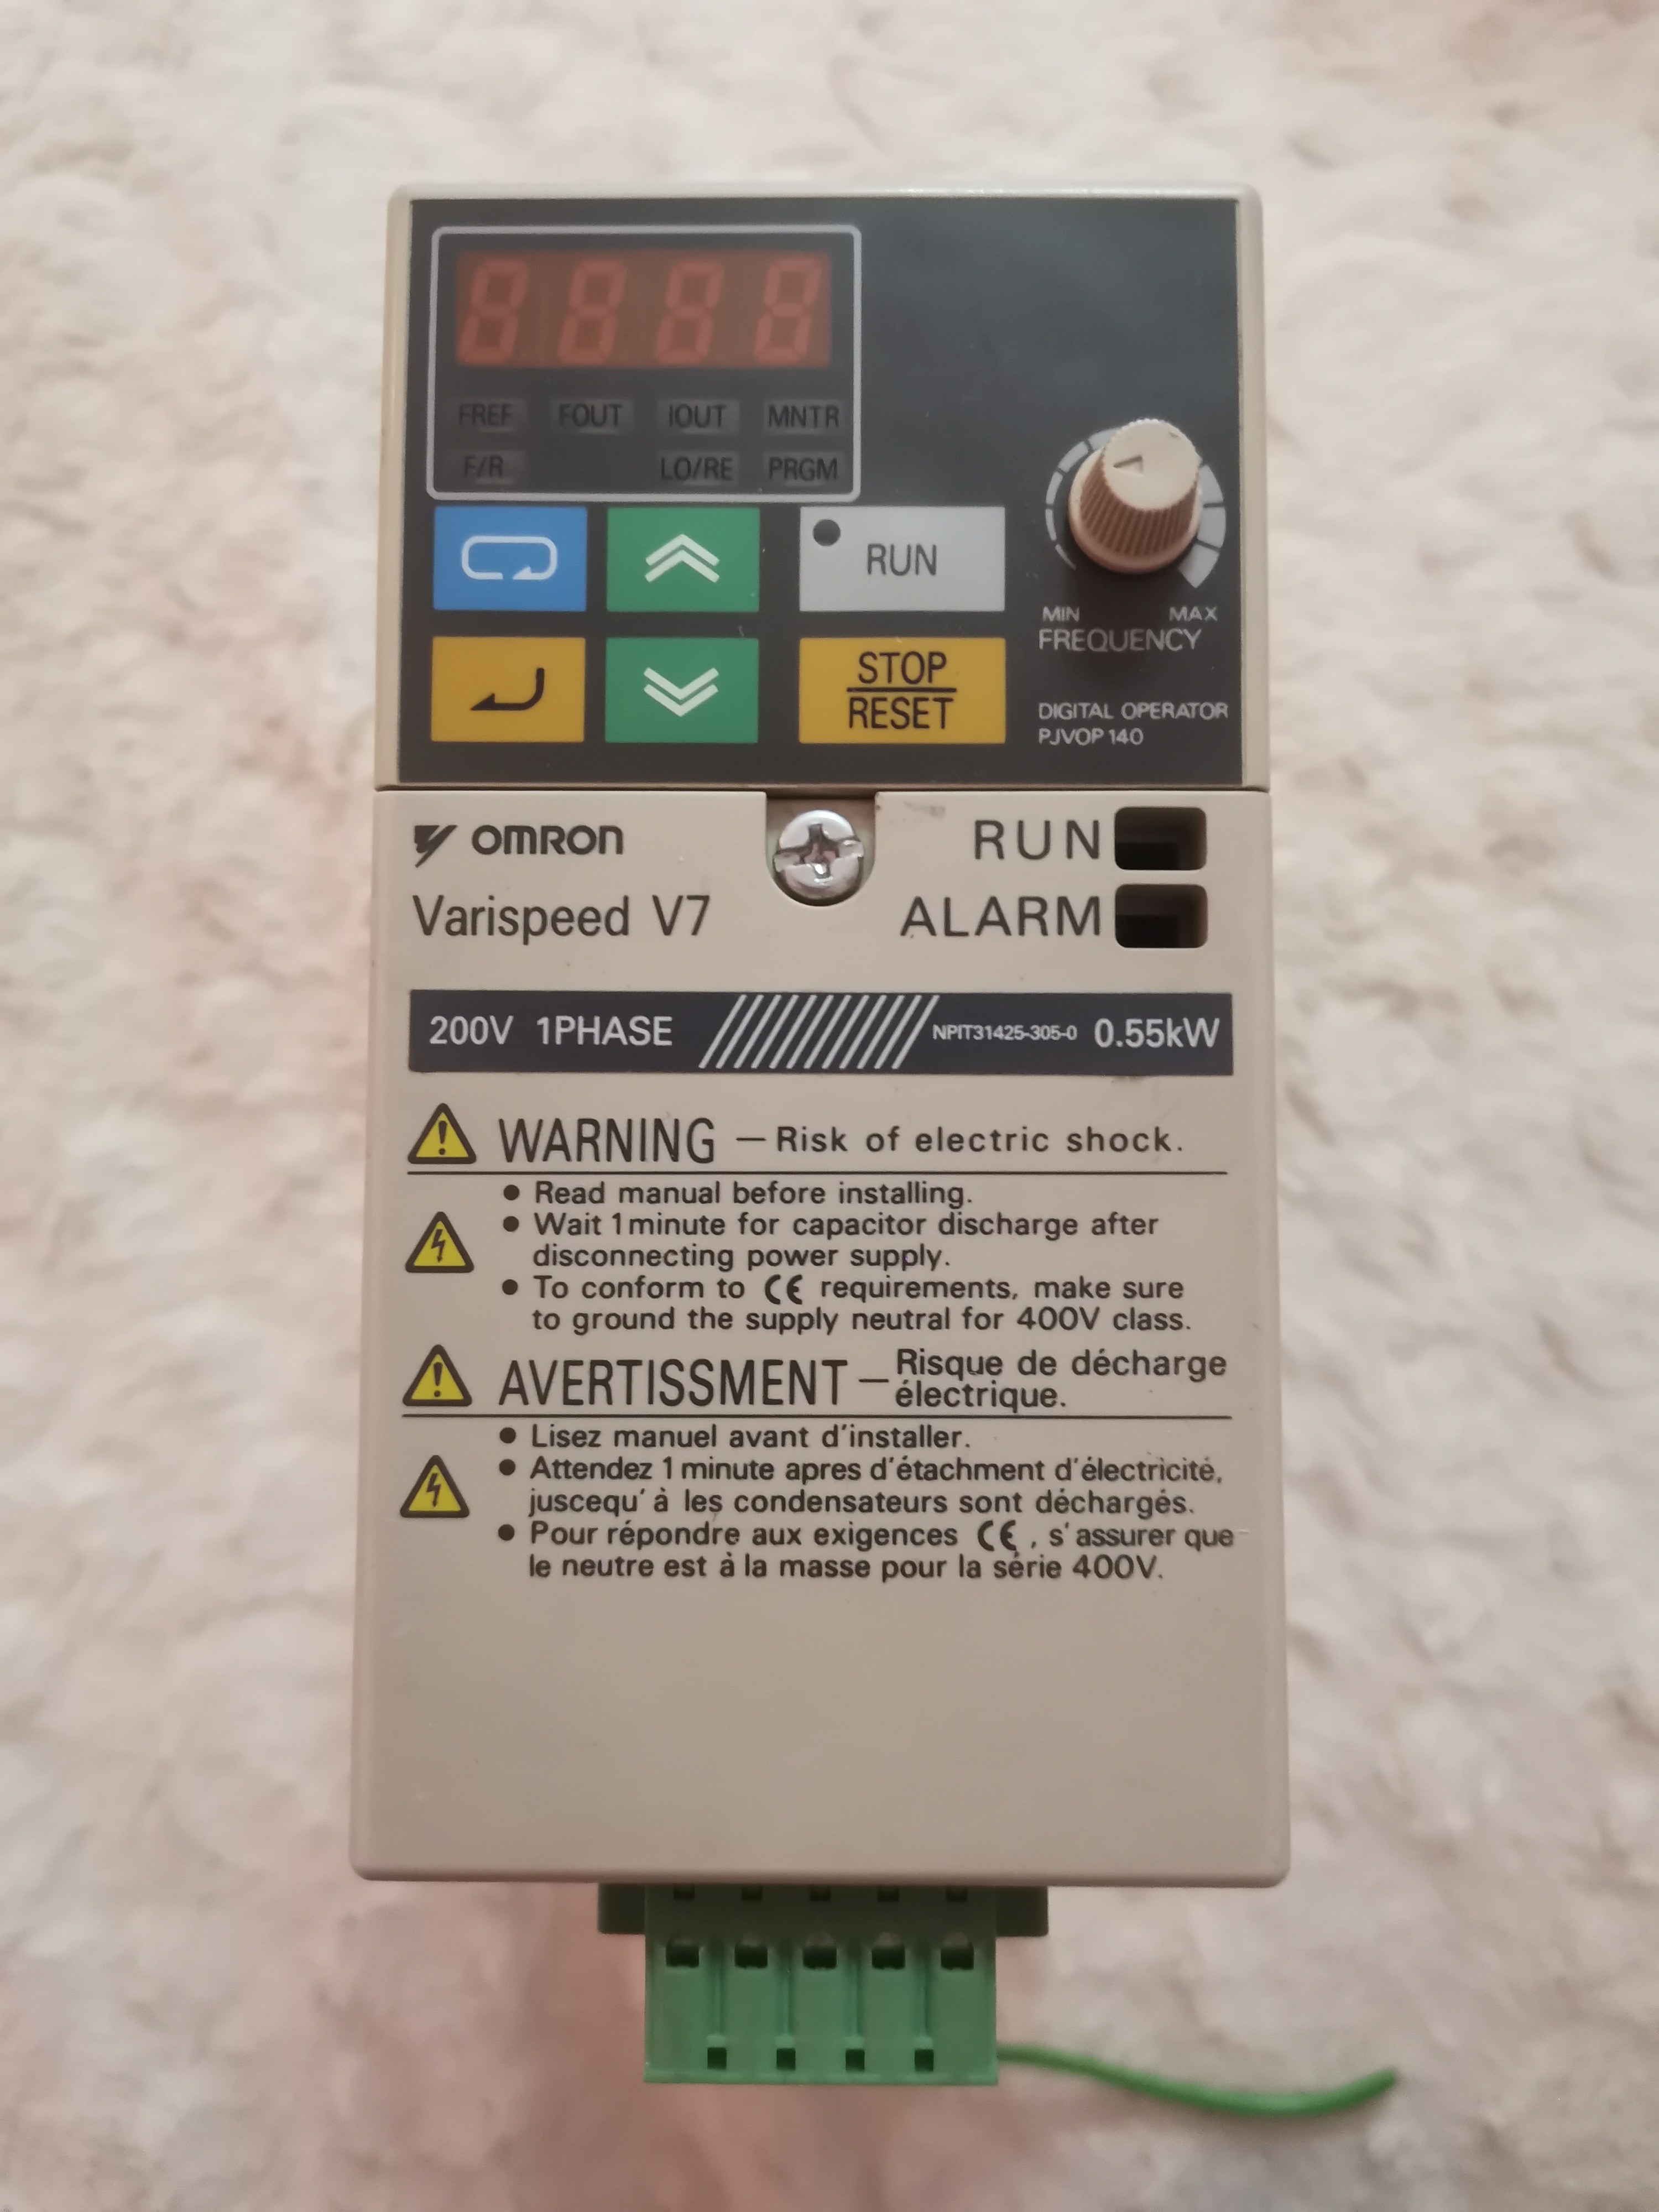 8888
FREF FOUT IOUT MNTR
F/R LO/RE PRGM
RUN
STOP
RESET
MIN MAX
FREQUENCY
DIGITAL OPERATOR
PJVOP 140
OMRON
Varispeed V7
RUN
ALARM
200V 1PHASE NPIT31425-305-0 0.55kW
WARNING — Risk of electric shock.
● Read manual before installing.
● Wait 1 minute for capacitor discharge after
disconnecting power supply.
● To conform to CE requirements, make sure
to ground the supply neutral for 400V class.
AVERTISSMENT — Risque de décharge
électrique.
● Lisez manuel avant d'installer.
● Attendez 1 minute apres d'étachment d'électricité,
juscequ'à les condensateurs sont déchargés.
● Pour répondre aux exigences CE, s'assurer que
le neutre est à la masse pour la série 400V.